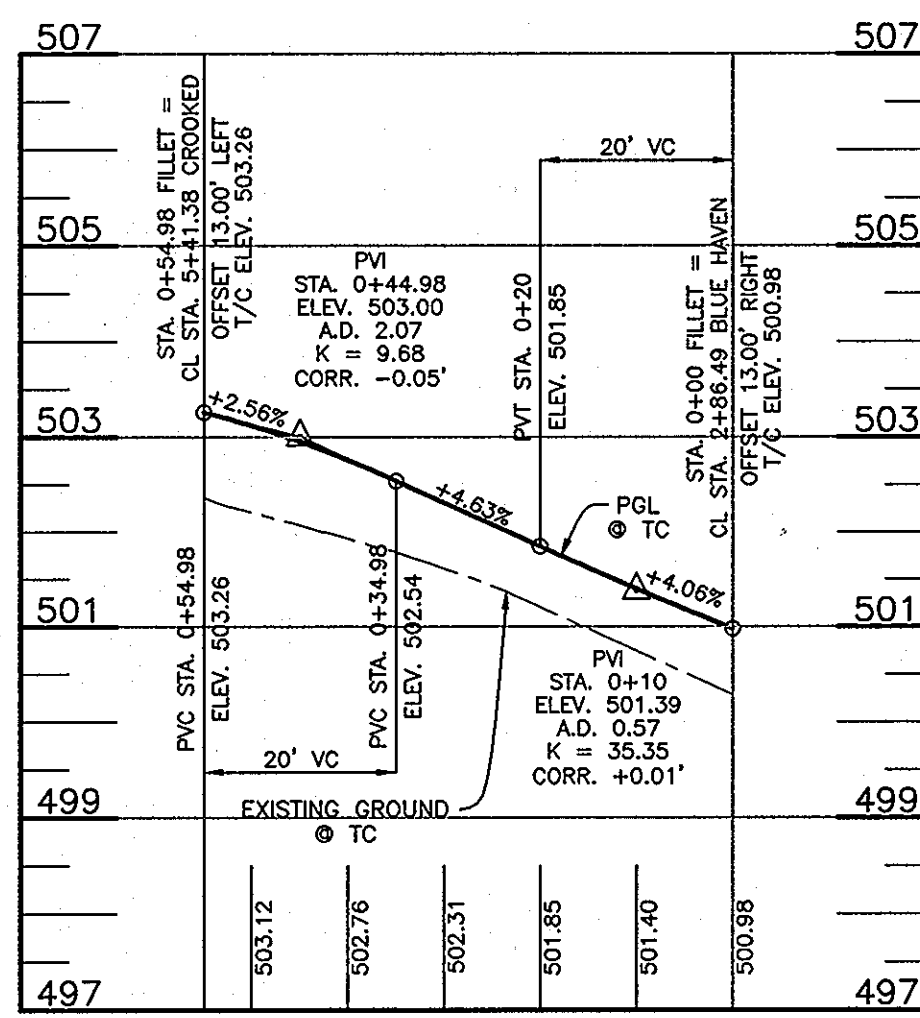 507
507
STA. 0+54.98 FILLET =
CL STA. 5+41.38 CROOKED
OFFSET 13.00' LEFT
T/C ELEV. 503.26
20' VC
505
505
PVI
STA. 0+44.98
ELEV. 503.00
A.D. 2.07
K = 9.68
CORR. -0.05'
PVT STA. 0+20
ELEV. 501.85
STA. 0+00 FILLET =
CL STA. 2+86.49 BLUE HAVEN
OFFSET 13.00' RIGHT
T/C ELEV. 500.98
+2.56%
503
503
+4.63%
PGL
@ TC
+4.06%
501
501
PVC STA. 0+54.98
ELEV. 503.26
PVC STA. 0+34.98
ELEV. 502.54
PVI
STA. 0+10
ELEV. 501.39
A.D. 0.57
K = 35.35
CORR. +0.01'
20' VC
499
499
EXISTING GROUND
@ TC
503.12
502.76
502.31
501.85
501.40
500.98
497
497